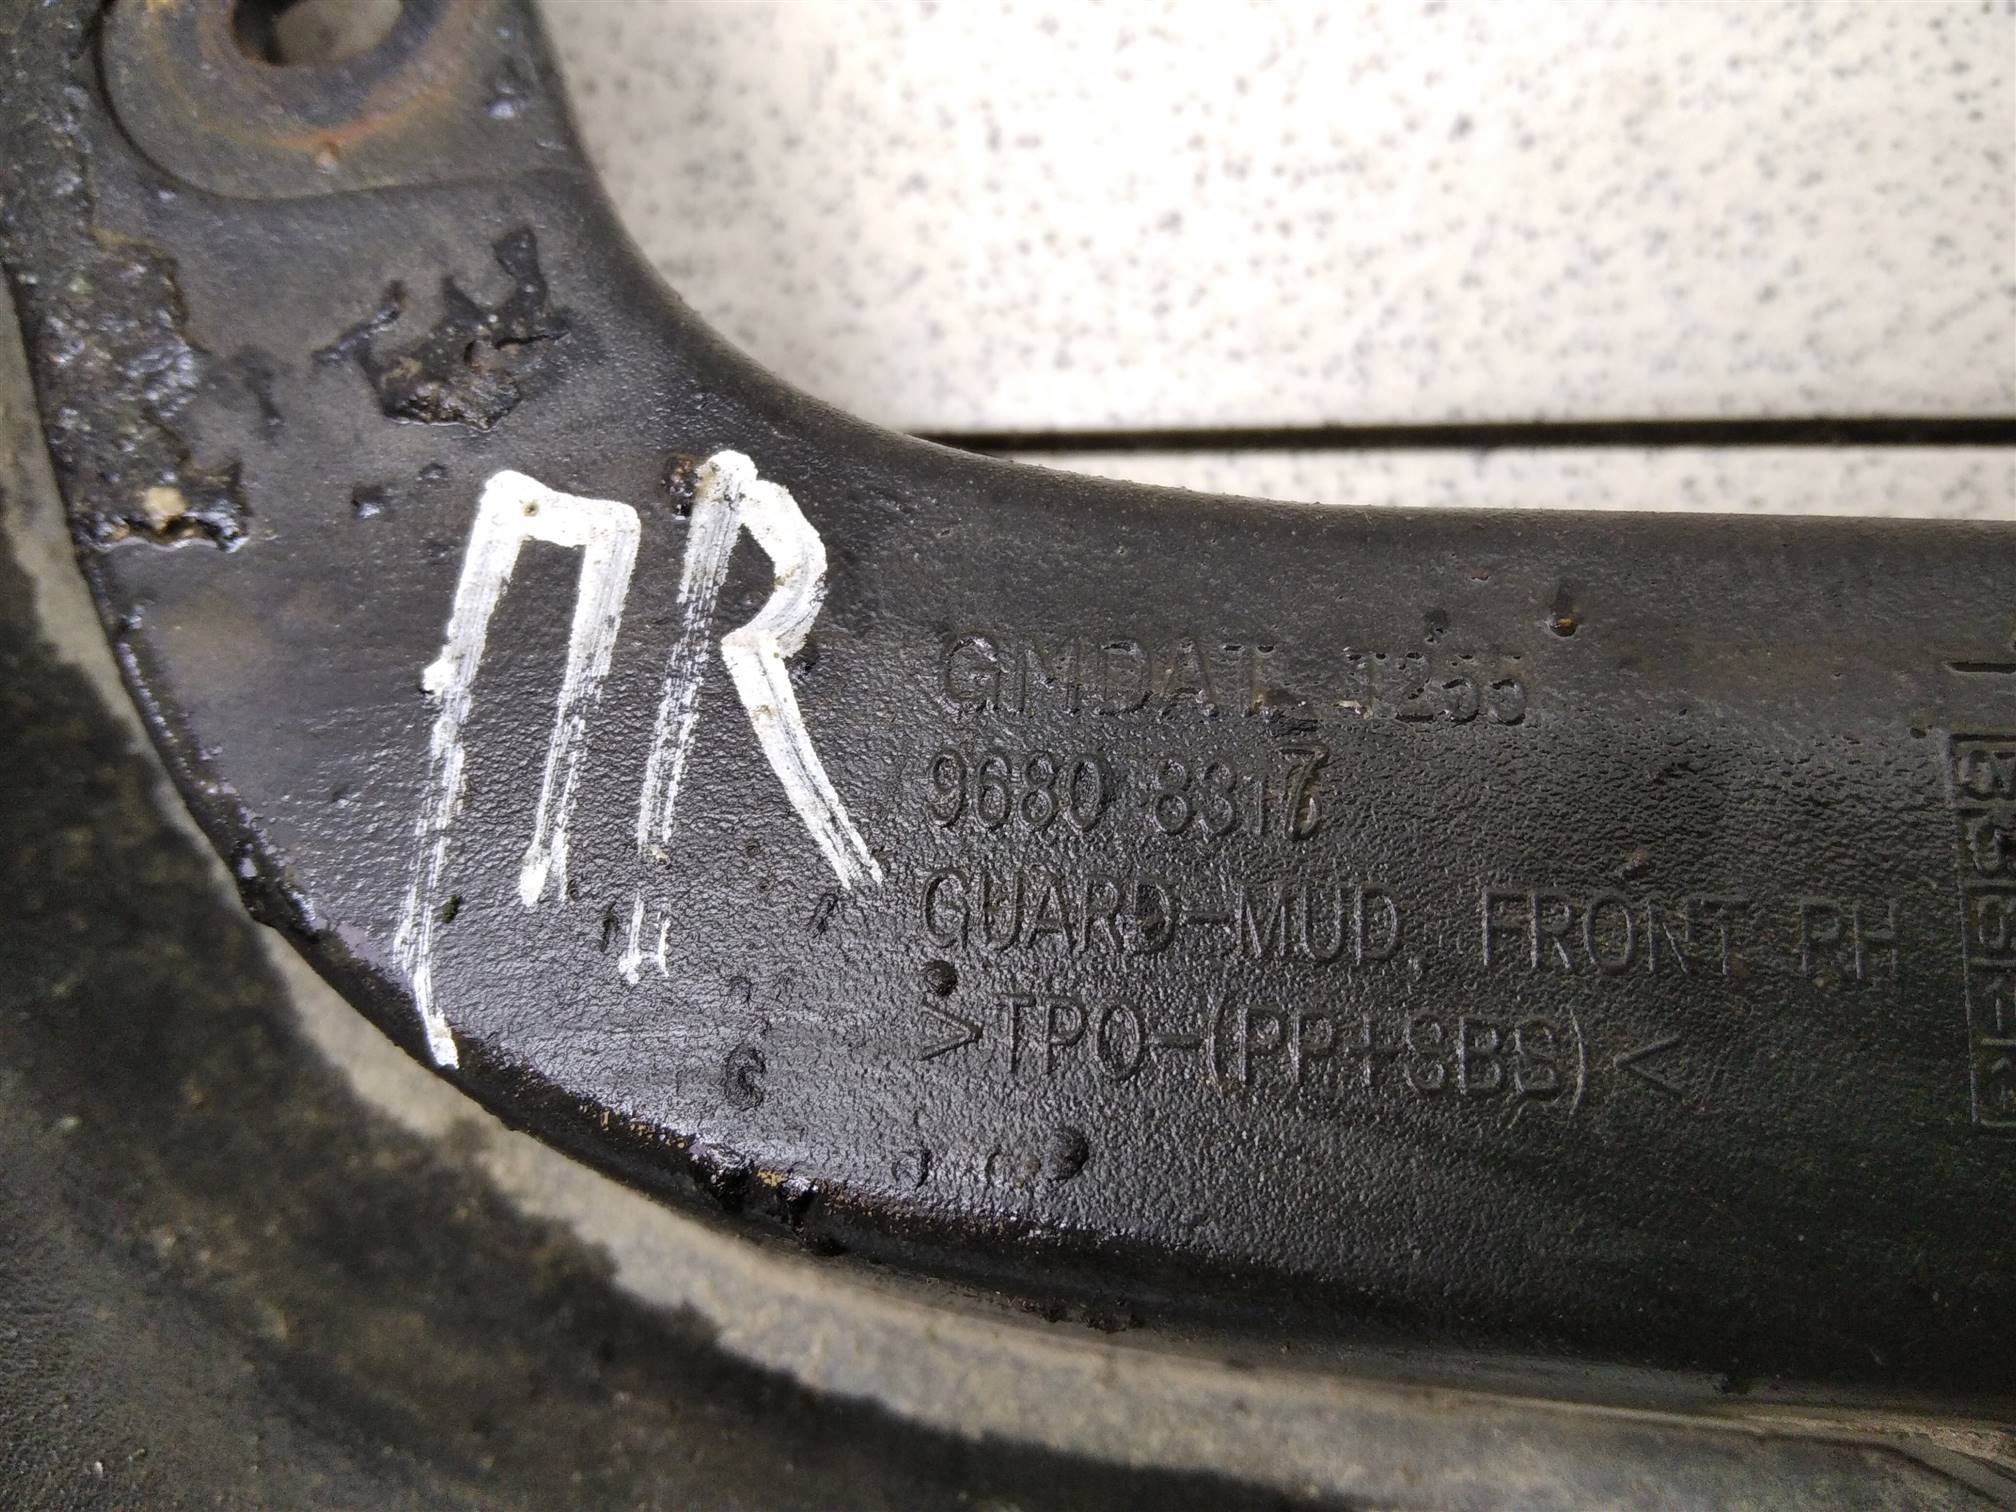 ПR
GMDAT T255
9680 8317
GUARD-MUD, FRONT RH
>TPO-(PP+SBS)<